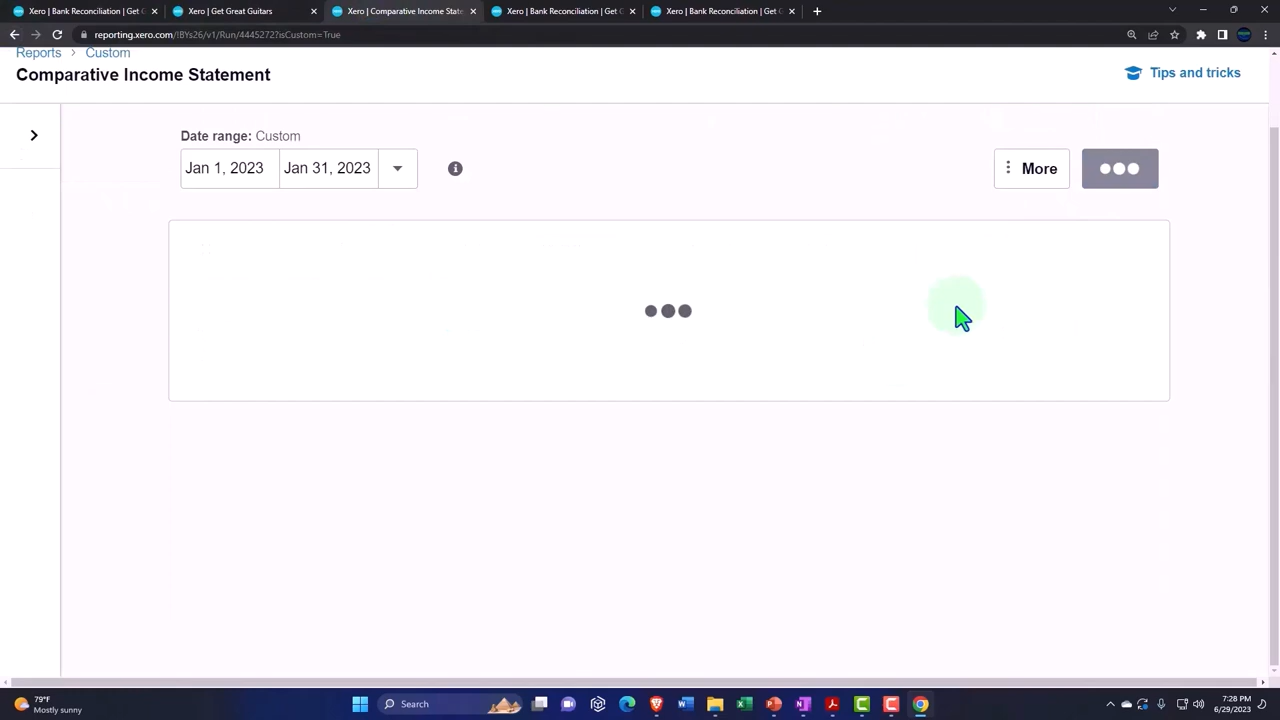 Xero | Bank Reconciliation | Get C
Xero | Get Great Guitars
Xero | Comparative Income State
Xero | Bank Reconciliation | Get G
Xero | Bank Reconciliation | Get C
reporting.xero.com/!BYs26/v1/Run/4445272?isCustom=True
Reports > Custom
Comparative Income Statement
Tips and tricks
Date range: Custom
Jan 1, 2023
Jan 31, 2023
More
79°F
Mostly sunny
Search
7:28 PM
6/29/2023